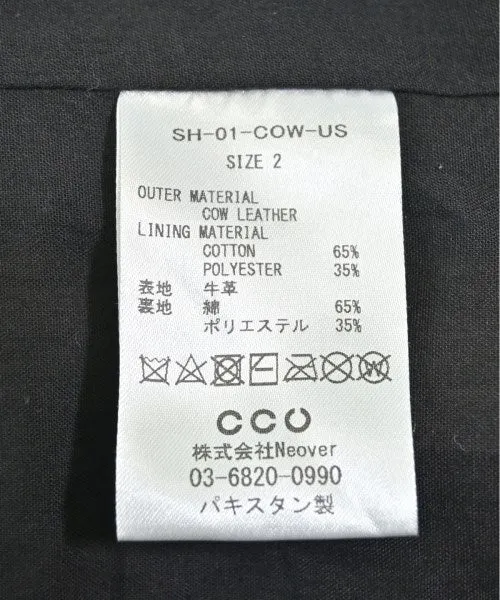 SH-01-COW-US
SIZE 2
OUTER MATERIAL
COW LEATHER
LINING MATERIAL
COTTON 65%
POLYESTER 35%
表地 牛革
裏地 綿 65%
ポリエステル 35%
W
CCU
株式会社Neover
03-6820-0990
パキスタン製